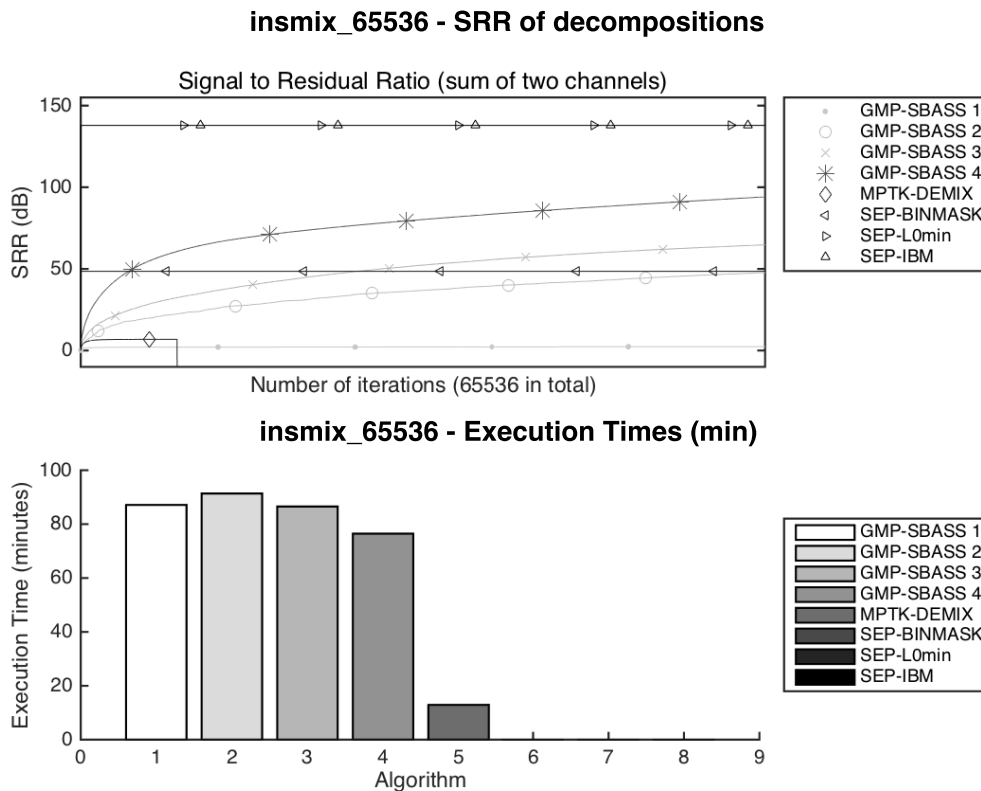 insmix_65536 - SRR of decompositions
Signal to Residual Ratio (sum of two channels)
SRR (dB)
150
100
50
0
Number of iterations (65536 in total)
GMP-SBASS 1
GMP-SBASS 2
GMP-SBASS 3
GMP-SBASS 4
MPTK-DEMIX
SEP-BINMASK
SEP-L0min
SEP-IBM
insmix_65536 - Execution Times (min)
Execution Time (minutes)
100
80
60
40
20
0
0 1 2 3 4 5 6 7 8 9
Algorithm
GMP-SBASS 1
GMP-SBASS 2
GMP-SBASS 3
GMP-SBASS 4
MPTK-DEMIX
SEP-BINMASK
SEP-L0min
SEP-IBM